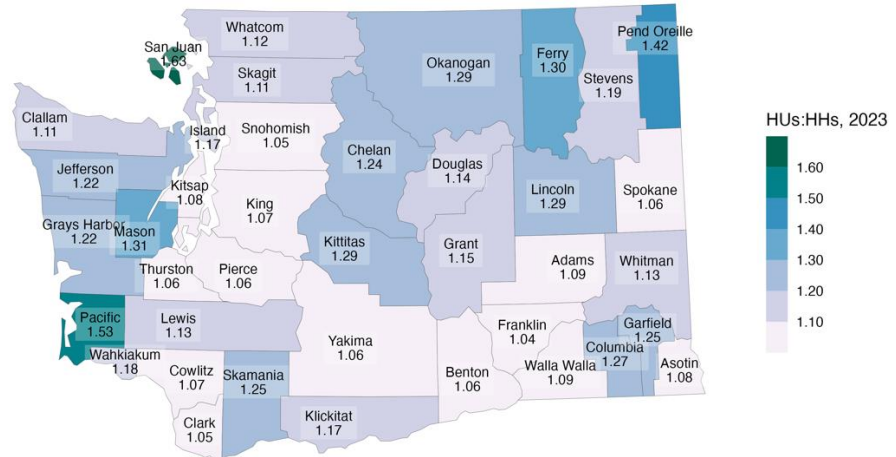 Whatcom
1.12
San Juan
1.63
Skagit
1.11
Okanogan
1.29
Ferry
1.30
Stevens
1.19
Pend Oreille
1.42
Clallam
1.11
Island
1.17
Snohomish
1.05
Chelan
1.24
Douglas
1.14
Jefferson
1.22
Kitsap
1.08
King
1.07
Lincoln
1.29
Spokane
1.06
Grays Harbor
1.22
Mason
1.31
Kittitas
1.29
Grant
1.15
Adams
1.09
Whitman
1.13
Thurston
1.06
Pierce
1.06
Pacific
1.53
Lewis
1.13
Yakima
1.06
Franklin
1.04
Garfield
1.25
Columbia
1.27
Wahkiakum
1.18
Cowlitz
1.07
Skamania
1.25
Benton
1.06
Walla Walla
1.09
Asotin
1.08
Clark
1.05
Klickitat
1.17
HUs:HHs, 2023
1.60
1.50
1.40
1.30
1.20
1.10